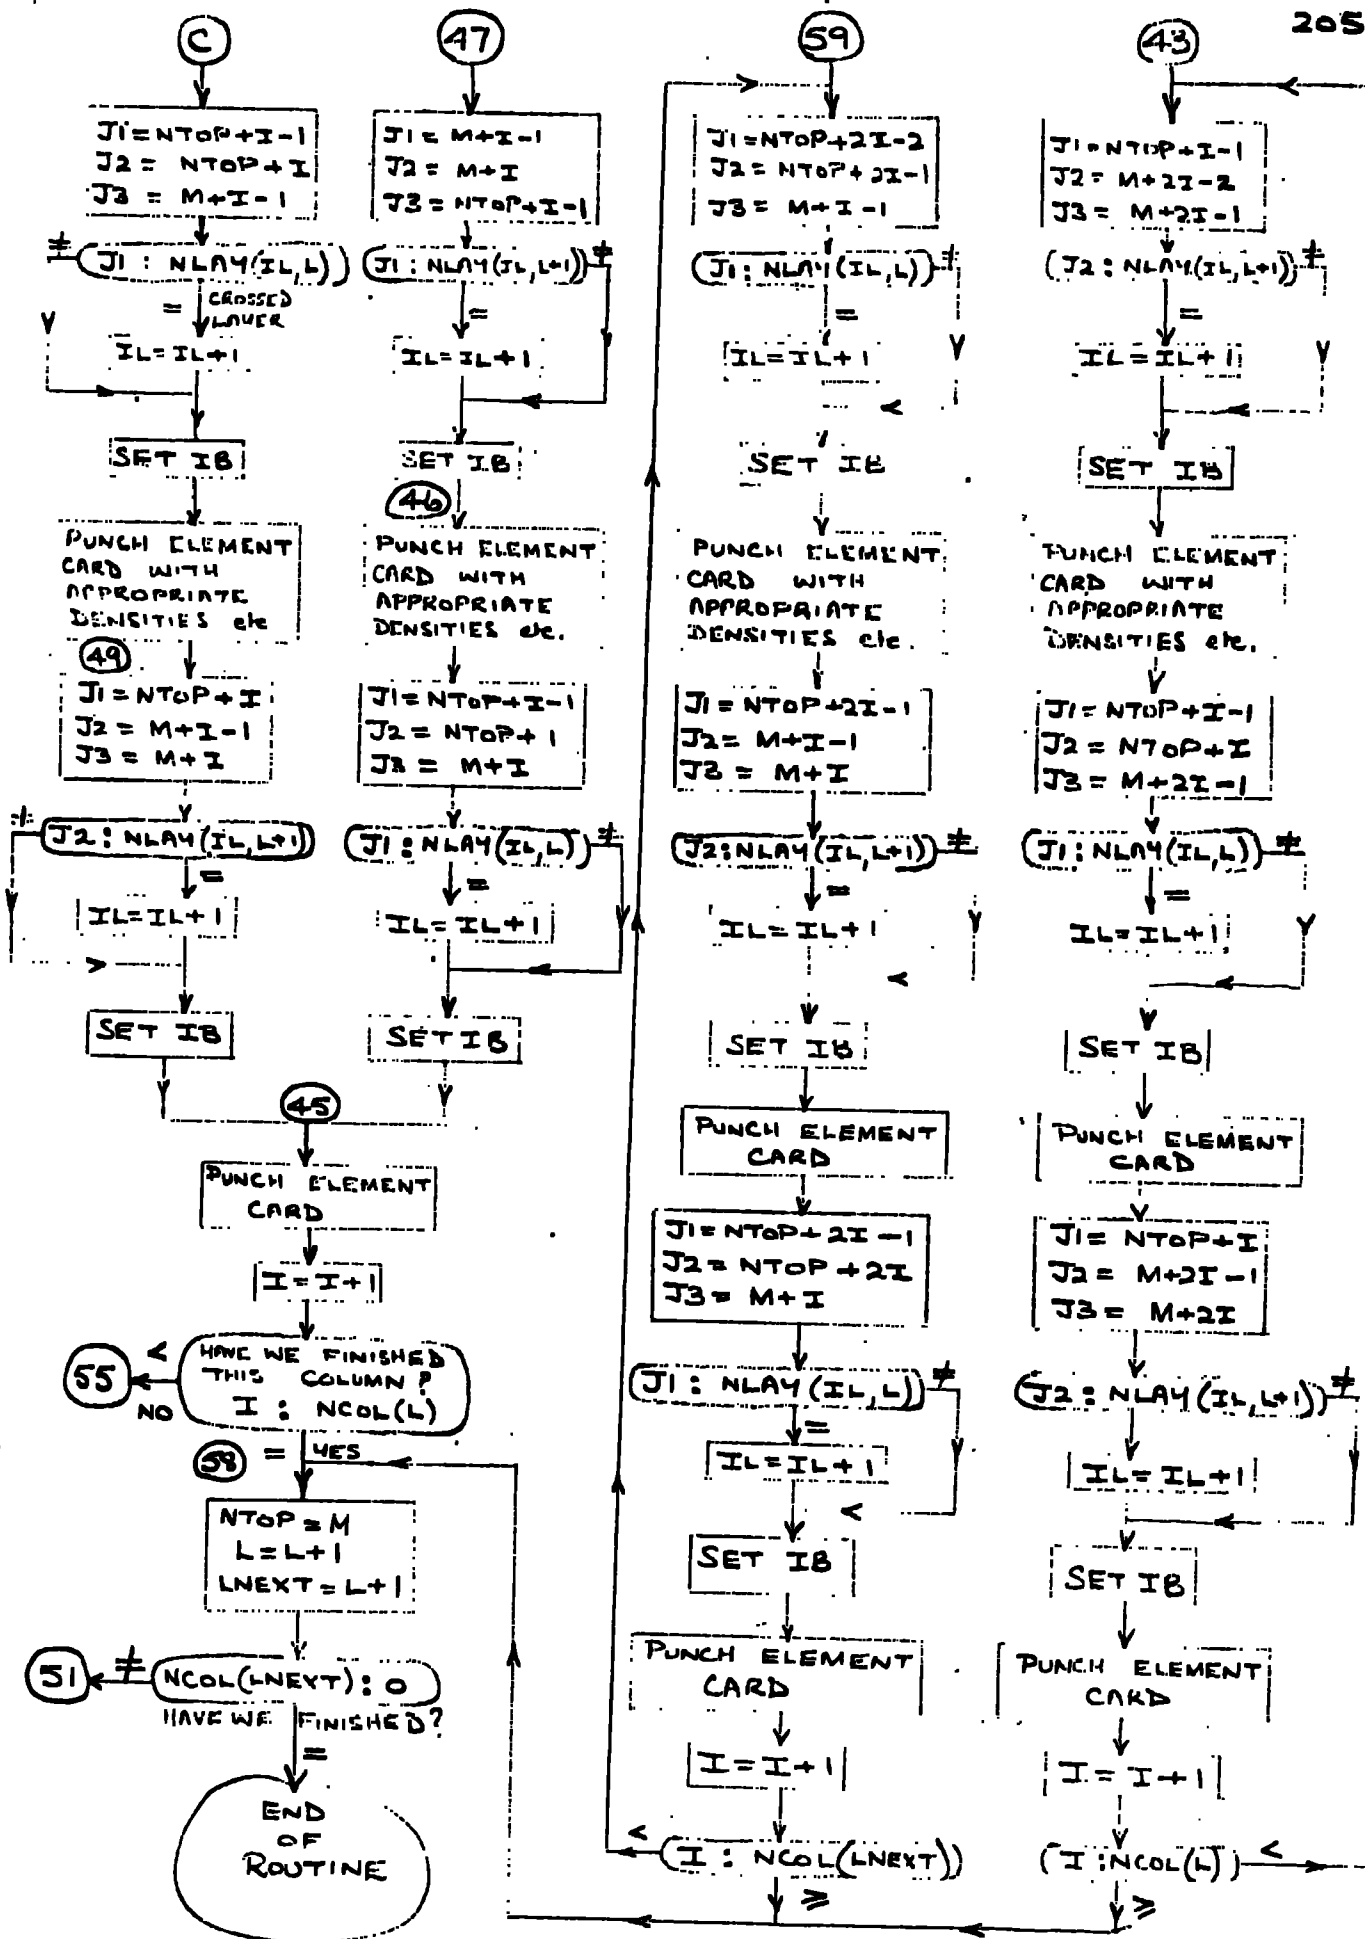 205
C
J1=NTOP+I-1
J2= NTOP+I
J3 = M+I-1
≠
J1 : NLAY(IL,L)
=
CROSSED
LAYER
IL=IL+1
SET IB
PUNCH ELEMENT
CARD WITH
APPROPRIATE
DENSITIES etc
49
J1=NTOP+I
J2=M+I-1
J3=M+I
≠
J2: NLAY(IL,L+1)
=
IL=IL+1
SET IB
47
J1= M+I-1
J2=M+I
J3=NTOP+I-1
J1: NLAY(IL,L+1)
≠
=
IL=IL+1
SET IB
46
PUNCH ELEMENT
CARD WITH
APPROPRIATE
DENSITIES etc.
J1=NTOP+I-1
J2=NTOP+1
J3= M+I
J1: NLAY(IL,L)
≠
=
IL=IL+1
SET IB
45
PUNCH ELEMENT
CARD
I=I+1
HAVE WE FINISHED
THIS COLUMN?
I : NCOL(L)
<
55
NO
58
= YES
NTOP=M
L=L+1
LNEXT=L+1
51
≠
NCOL(LNEXT): 0
HAVE WE FINISHED?
=
END
OF
ROUTINE
59
J1=NTOP+2I-2
J2=NTOP+2I-1
J3= M+I-1
J1: NLAY(IL,L)
≠
=
IL=IL+1
SET IB
PUNCH ELEMENT
CARD WITH
APPROPRIATE
DENSITIES etc.
J1=NTOP+2I-1
J2=M+I-1
J3=M+I
J2:NLAY(IL,L+1)
≠
=
IL=IL+1
SET IB
PUNCH ELEMENT
CARD
J1=NTOP+2I-1
J2=NTOP+2I
J3= M+I
J1: NLAY(IL,L)
≠
=
IL=IL+1
SET IB
PUNCH ELEMENT
CARD
I=I+1
<
I : NCOL(LNEXT)
≥
43
J1=NTOP+I-1
J2= M+2I-2
J3= M+2I-1
J2: NLAY(IL,L+1)
≠
=
IL=IL+1
SET IB
PUNCH ELEMENT
CARD WITH
APPROPRIATE
DENSITIES etc.
J1=NTOP+I-1
J2=NTOP+I
J3= M+2I-1
J1:NLAY(IL,L)
≠
=
IL=IL+1
SET IB
PUNCH ELEMENT
CARD
J1= NTOP+I
J2= M+2I-1
J3= M+2I
J2: NLAY(IL,L+1)
≠
IL=IL+1
SET IB
PUNCH ELEMENT
CARD
I=I+1
I:NCOL(L)
<
≥